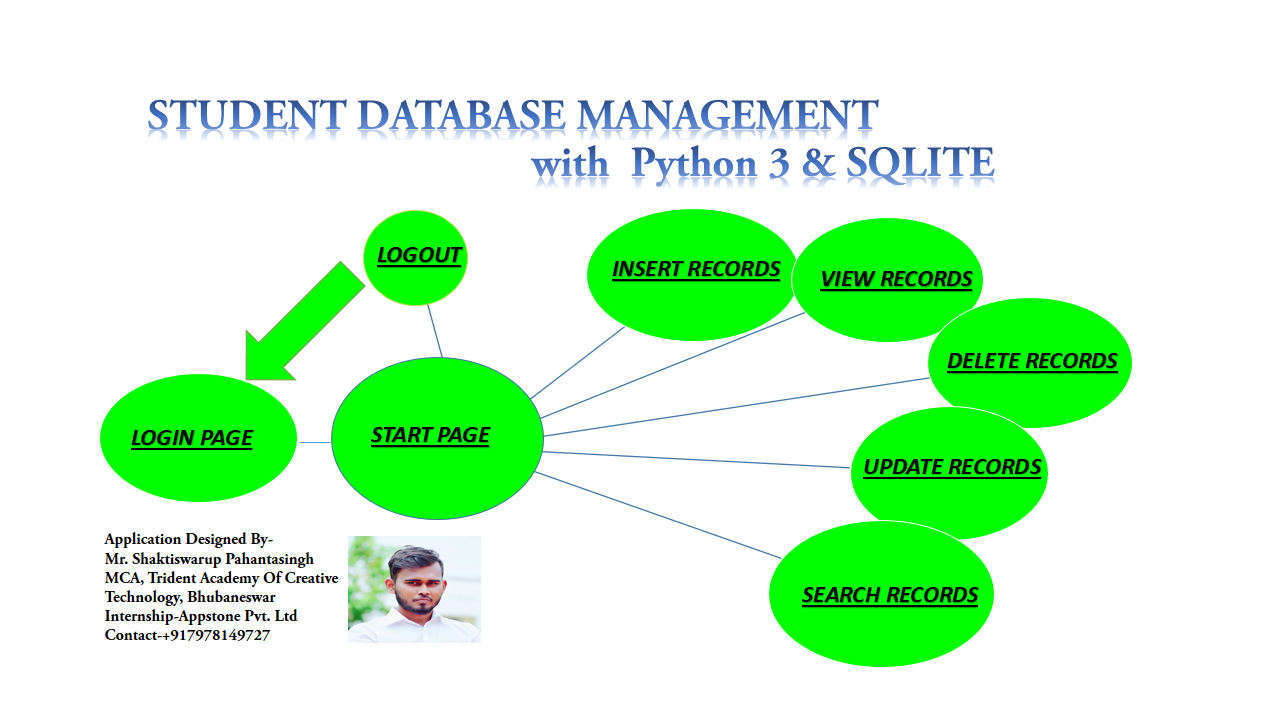 STUDENT DATABASE MANAGEMENT
with Python 3 & SQLITE
LOGOUT
INSERT RECORDS
VIEW RECORDS
DELETE RECORDS
LOGIN PAGE
START PAGE
UPDATE RECORDS
SEARCH RECORDS
Application Designed By-
Mr. Shaktiswarup Pahantasingh
MCA, Trident Academy Of Creative
Technology, Bhubaneswar
Internship-Appstone Pvt. Ltd
Contact-+917978149727